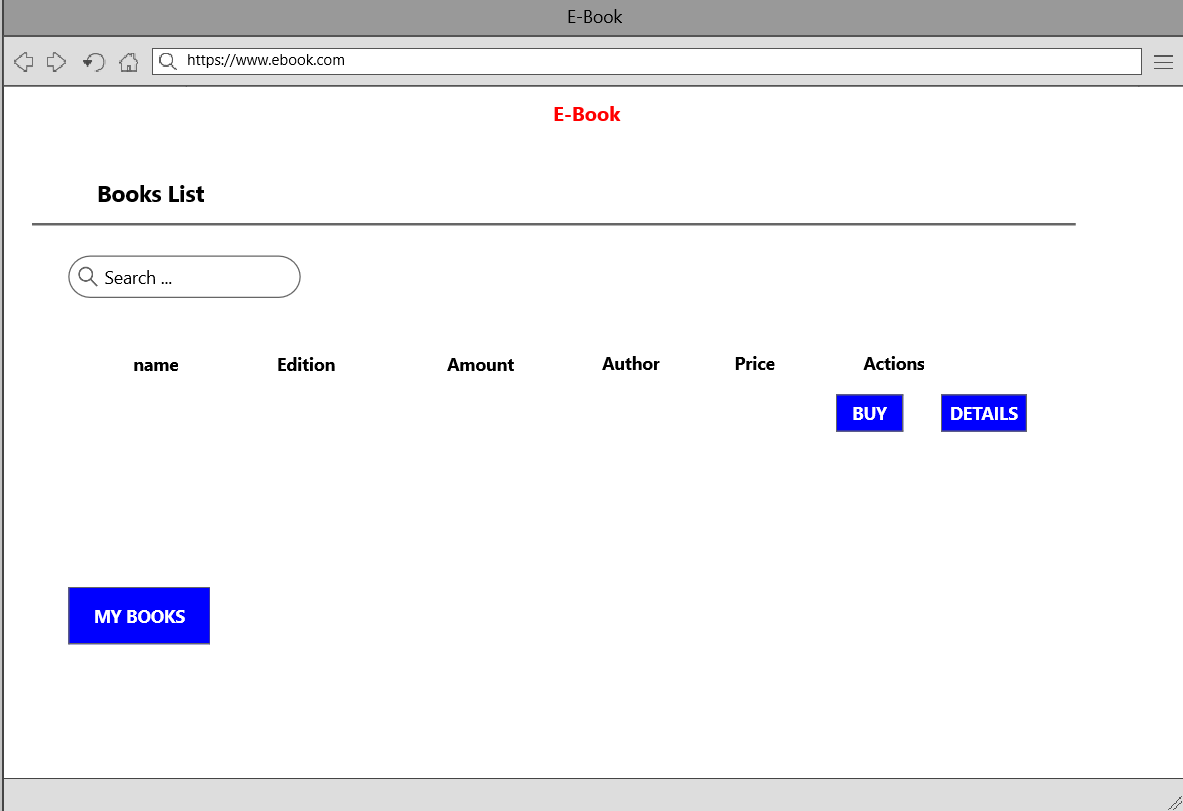 E-Book
https://www.ebook.com
E-Book
Books List
Search ...
name Edition Amount Author Price Actions
BUY DETAILS
MY BOOKS